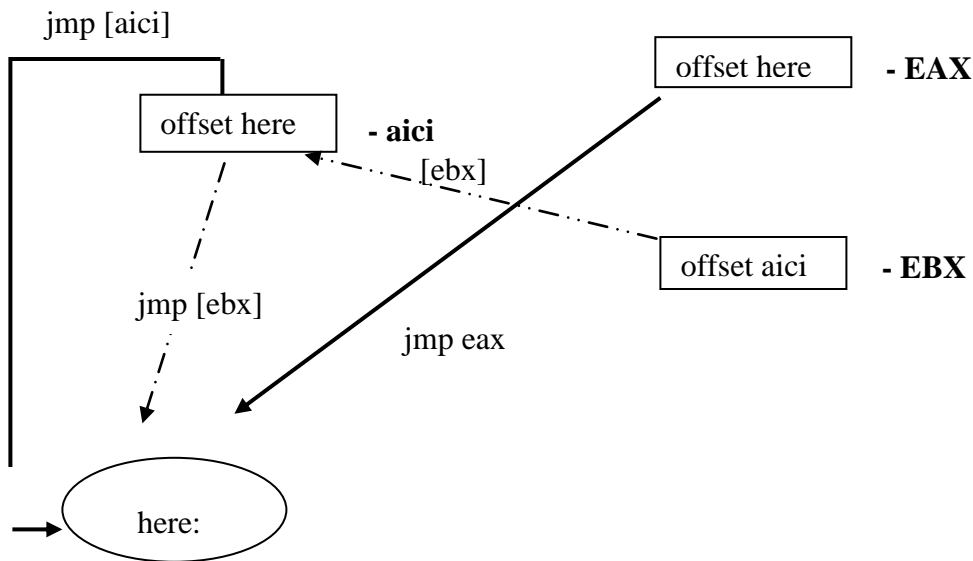 jmp [aici]
offset here - EAX
offset here - aici
[ebx]
offset aici - EBX
jmp [ebx]
jmp eax
here: